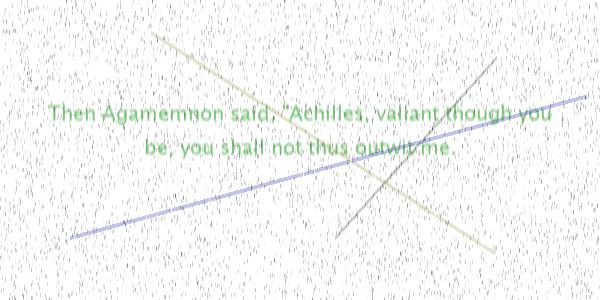 Then Agamemnon said, "Achilles, valiant though you
be, you shall not thus outwit me.